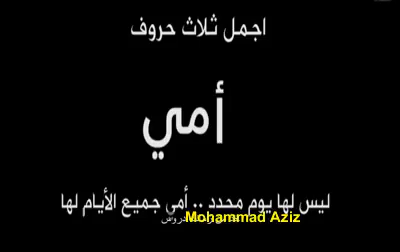 اجمل ثلاث حروف
أمي
ليس لها يوم محدد .. أمي جميع الأيام لها
Mohammad Aziz